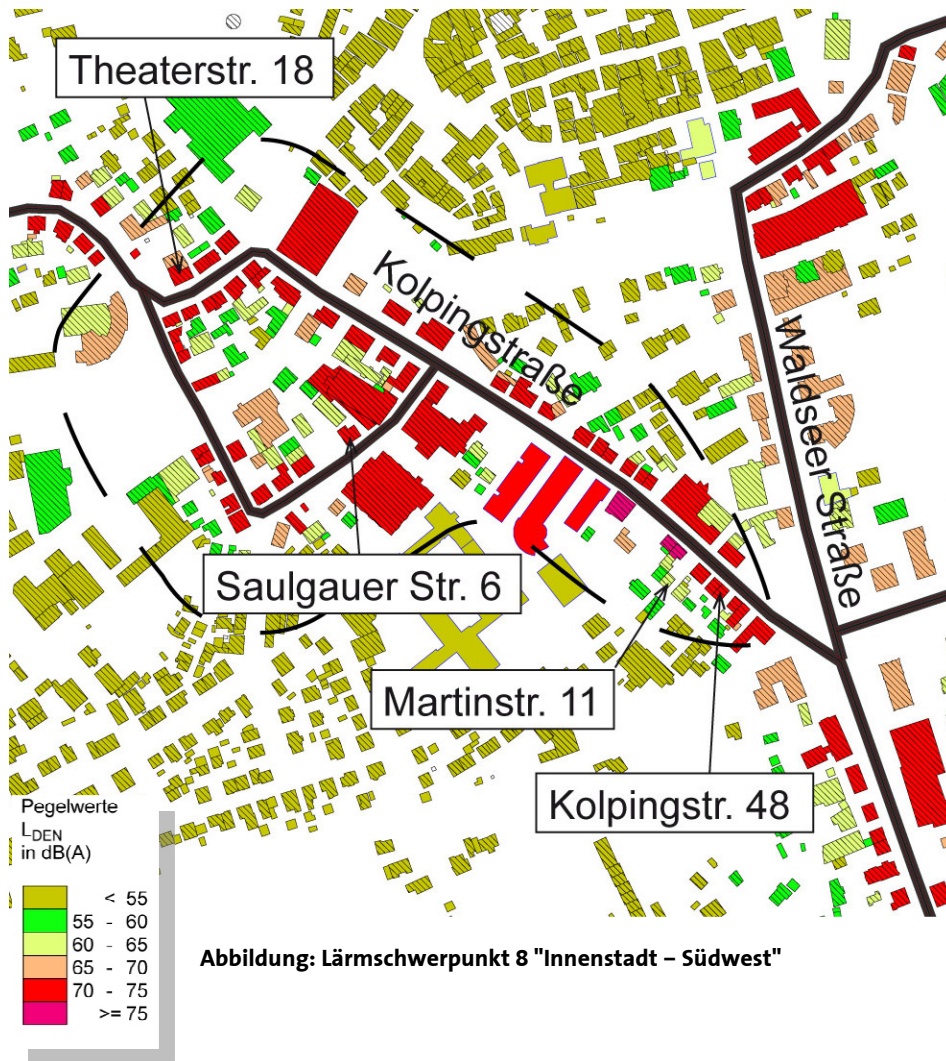 Theaterstr. 18
Kolpingstraße
Waldseer Straße
Saulgauer Str. 6
Martinstr. 11
Kolpingstr. 48
Pegelwerte
LDEN
in dB(A)
< 55
55 - 60
60 - 65
65 - 70
70 - 75
>= 75
Abbildung: Lärmschwerpunkt 8 "Innenstadt – Südwest"